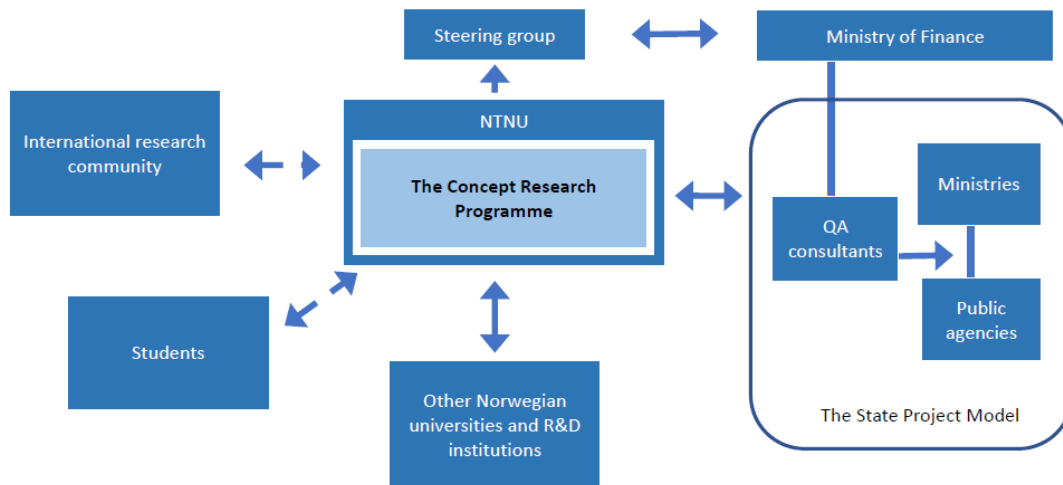 Steering group
Ministry of Finance
International research
community
NTNU
The Concept Research
Programme
Ministries
QA
consultants
Public
agencies
Students
Other Norwegian
universities and R&D
institutions
The State Project Model